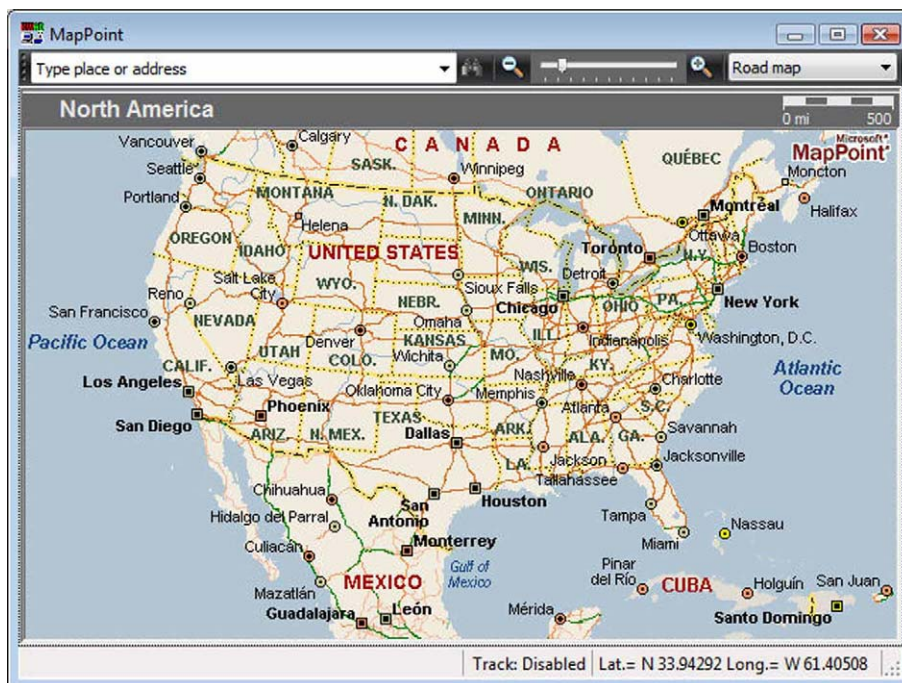 MapPoint
Type place or address
Road map
North America
0 mi 500
Microsoft®
MapPoint®
CANADA
Vancouver
Calgary
SASK.
Winnipeg
QUÉBEC
Moncton
Seattle
MONTANA
N. DAK.
ONTARIO
Portland
MINN.
Montréal
Halifax
Helena
OREGON
IDAHO
UNITED STATES
Ottawa
Toronto
N.Y.
Boston
WIS.
Detroit
Salt Lake
City
WYO.
Sioux Falls
Reno
NEBR.
Chicago
OHIO
PA.
New York
San Francisco
NEVADA
Omaha
ILL.
Indianapolis
Washington, D.C.
Pacific Ocean
Denver
KANSAS
UTAH
COLO.
Wichita
MO.
KY.
CALIF.
Las Vegas
Nashville
Atlantic
Ocean
Los Angeles
Oklahoma City
Memphis
Charlotte
Phoenix
TEXAS
Atlanta
S.C.
San Diego
ARIZ.
N. MEX.
Dallas
ARK.
ALA.
GA.
Savannah
LA.
Jackson
Jacksonville
Tallahassee
Chihuahua
San
Antonio
Houston
Hidalgo del Parral
Tampa
Nassau
Culiacán
Monterrey
Miami
Gulf of
Mexico
Pinar
del Río
Mazatlán
MEXICO
CUBA
Holguín
San Juan
Guadalajara
León
Mérida
Santo Domingo
Track: Disabled
Lat.= N 33.94292 Long.= W 61.40508